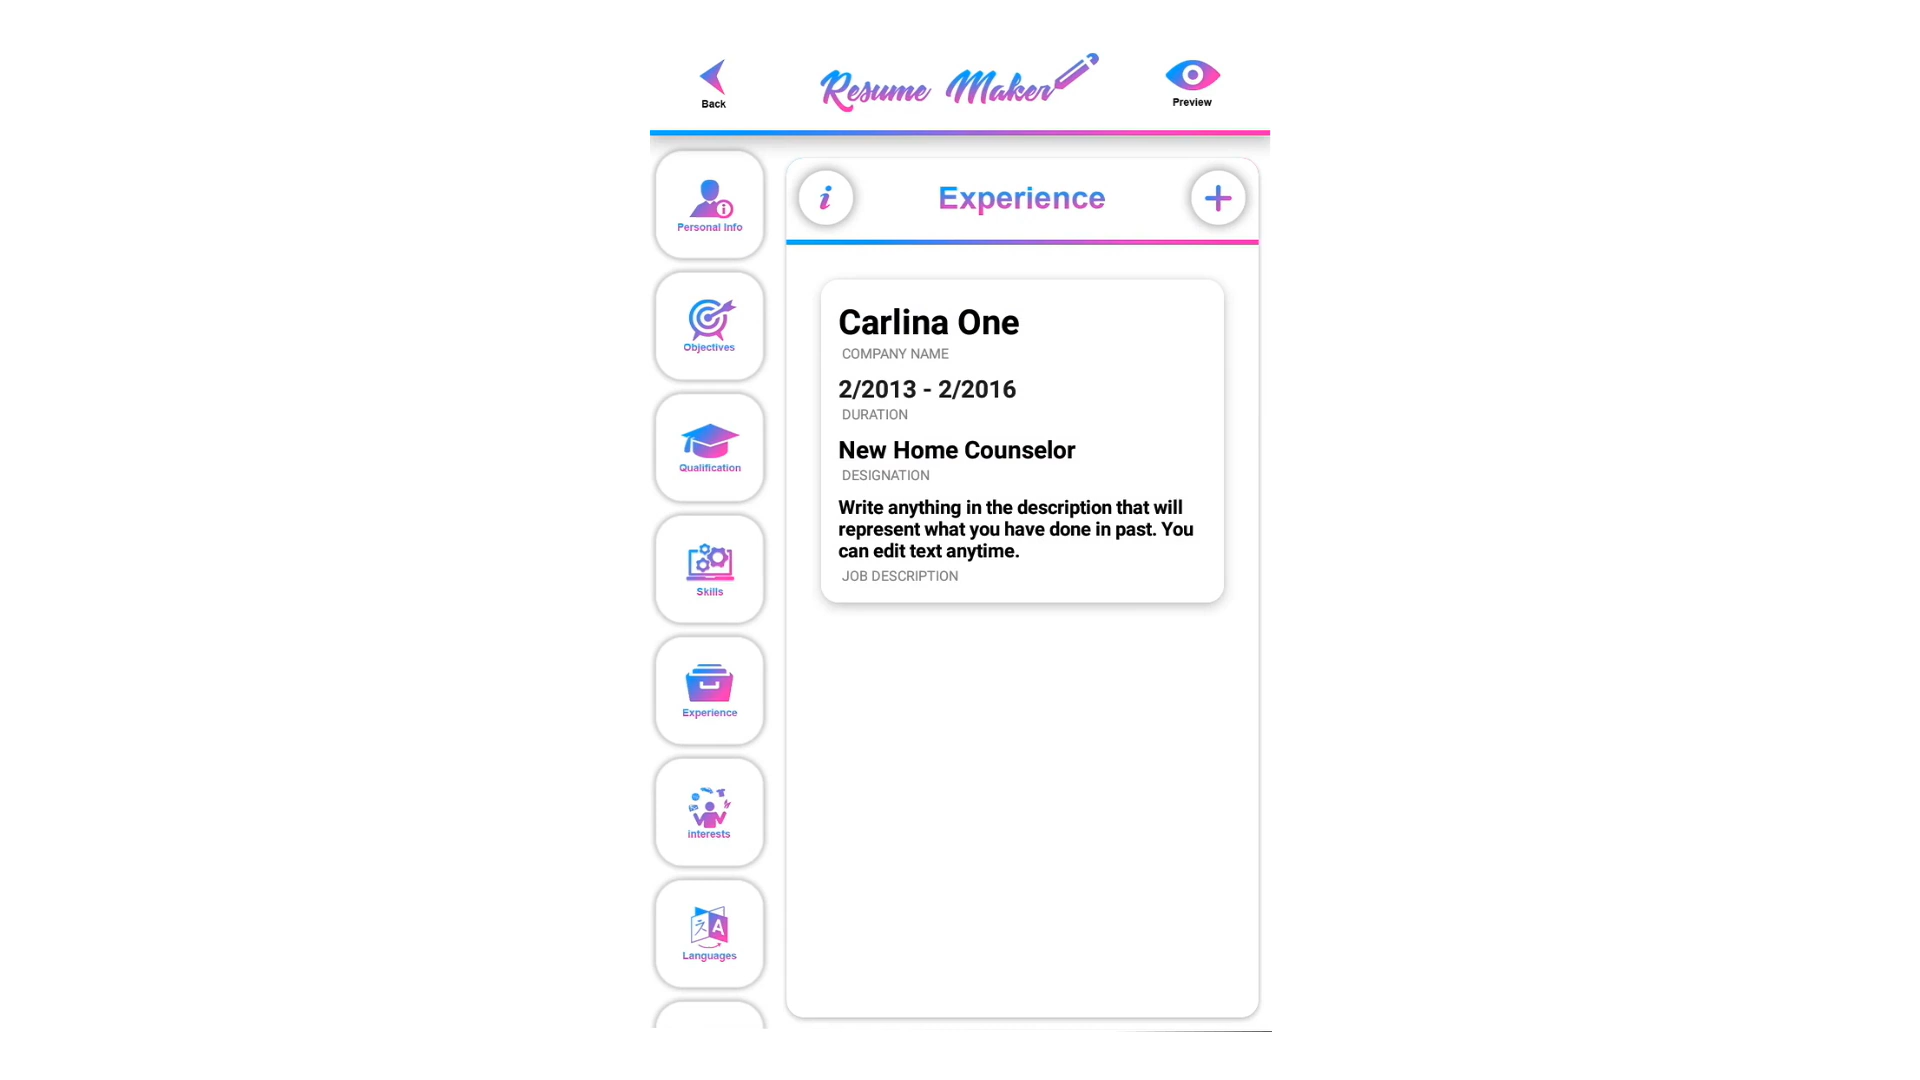 Back
Resume Maker
Preview
Personal Info
Objectives
Qualification
Skills
Experience
interests
Languages
i
Experience
Carlina One
COMPANY NAME
2/2013 - 2/2016
DURATION
New Home Counselor
DESIGNATION
Write anything in the description that will
represent what you have done in past. You
can edit text anytime.
JOB DESCRIPTION